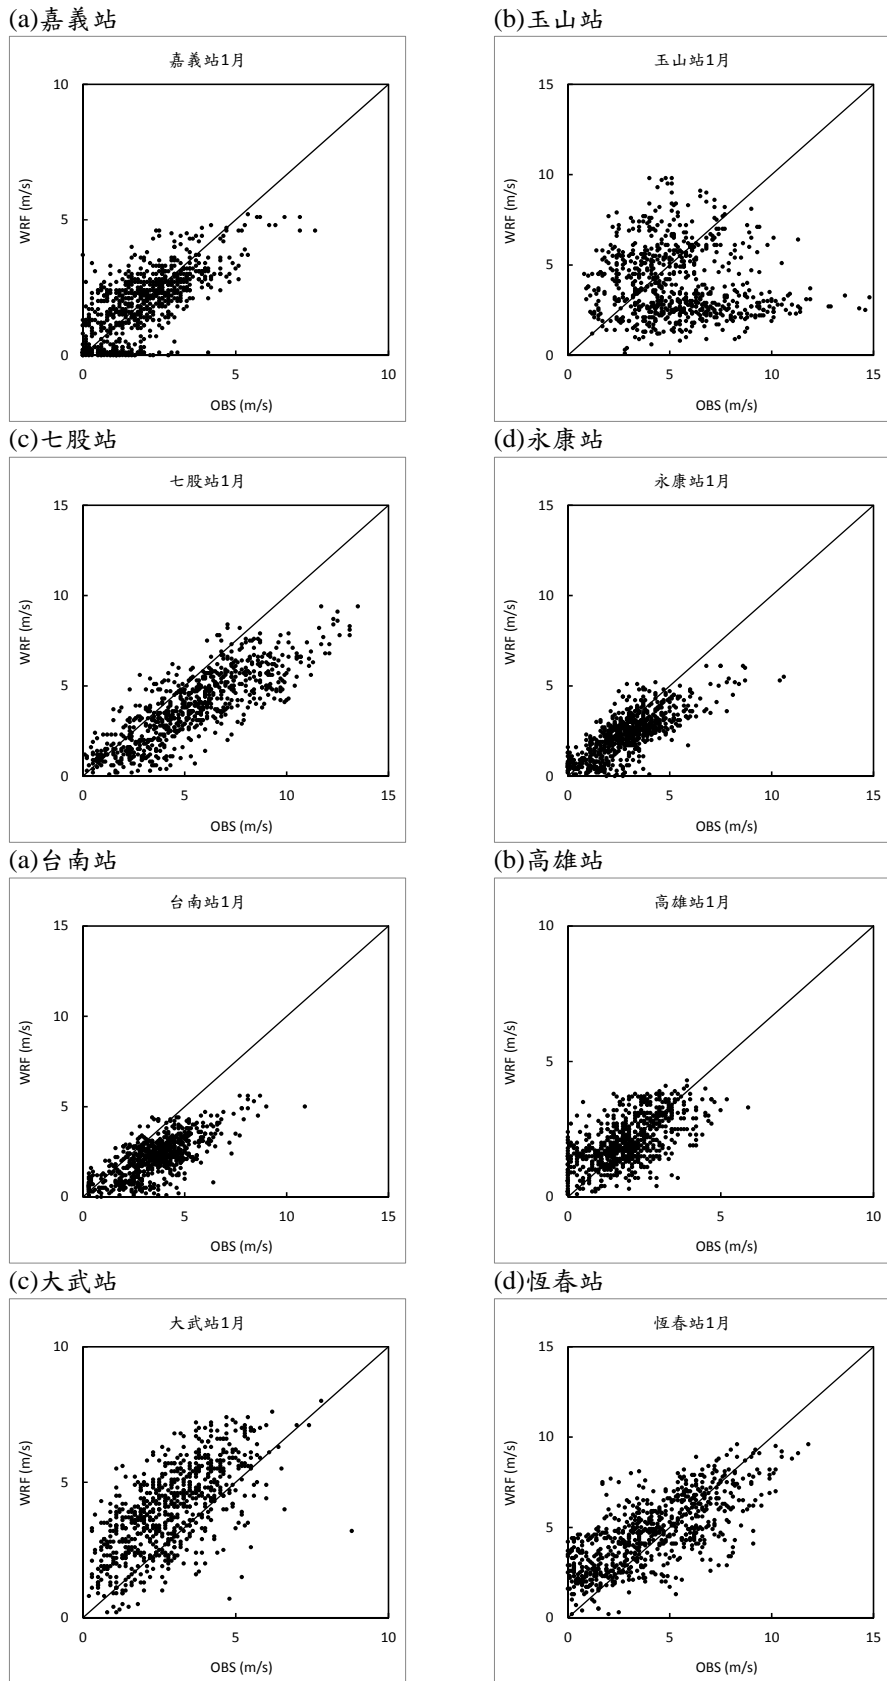 (a)嘉義站
(b)玉山站
嘉義站1月
10
5
0
WRF (m/s)
0 5 10
OBS (m/s)
玉山站1月
15
10
5
0
WRF (m/s)
0 5 10 15
OBS (m/s)
(c)七股站
(d)永康站
七股站1月
15
10
5
0
WRF (m/s)
0 5 10 15
OBS (m/s)
永康站1月
15
10
5
0
WRF (m/s)
0 5 10 15
OBS (m/s)
(a)台南站
(b)高雄站
台南站1月
15
10
5
0
WRF (m/s)
0 5 10 15
OBS (m/s)
高雄站1月
10
5
0
WRF (m/s)
0 5 10
OBS (m/s)
(c)大武站
(d)恆春站
大武站1月
10
5
0
WRF (m/s)
0 5 10
OBS (m/s)
恆春站1月
15
10
5
0
WRF (m/s)
0 5 10 15
OBS (m/s)